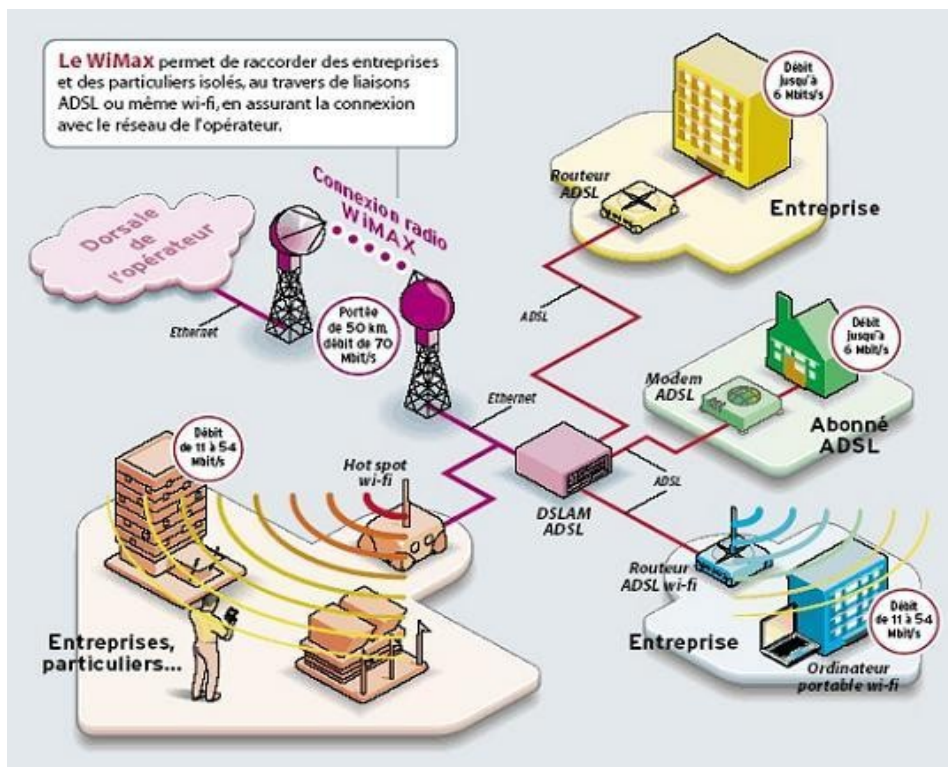 Le WiMax permet de raccorder des entreprises
et des particuliers isolés, au travers de liaisons
ADSL ou même wi-fi, en assurant la connexion
avec le réseau de l'opérateur.
Débit
jusqu'à
6 Mbits/s
Routeur
ADSL
Entreprise
Connexion radio
WiMAX
Dorsale
de
l'opérateur
Ethernet
Portée
de 50 km,
débit de 70
Mbit/s
ADSL
Débit
jusqu'à
6 Mbit/s
Modem
ADSL
Abonné
ADSL
Ethernet
Débit
de 11 à 54
Mbit/s
Hot spot
wi-fi
DSLAM
ADSL
ADSL
Routeur
ADSL wi-fi
Entreprises,
particuliers...
Entreprise
Débit
de 11 à 54
Mbit/s
Ordinateur
portable wi-fi